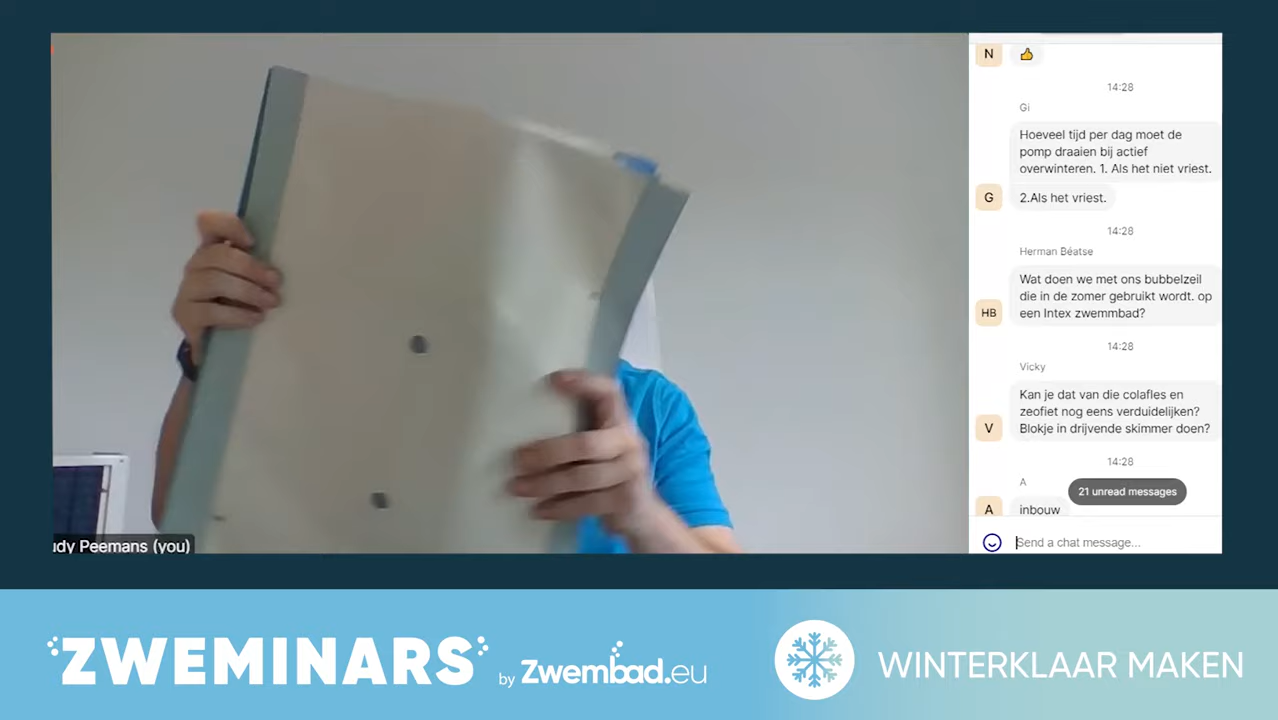 udy Peemans (you)
N 👍
14:28
Gi
Hoeveel tijd per dag moet de
pomp draaien bij actief
overwinteren. 1. Als het niet vriest.
G
2.Als het vriest.
14:28
Herman Béatse
Wat doen we met ons bubbelzeil
die in de zomer gebruikt wordt. op
een Intex zwemmbad?
HB
14:28
Vicky
Kan je dat van die colafles en
zeofiet nog eens verduidelijken?
Blokje in drijvende skimmer doen?
V
14:28
A
21 unread messages
A
inbouw
Send a chat message...
ZWEMINARS
by Zwembad.eu
WINTERKLAAR MAKEN